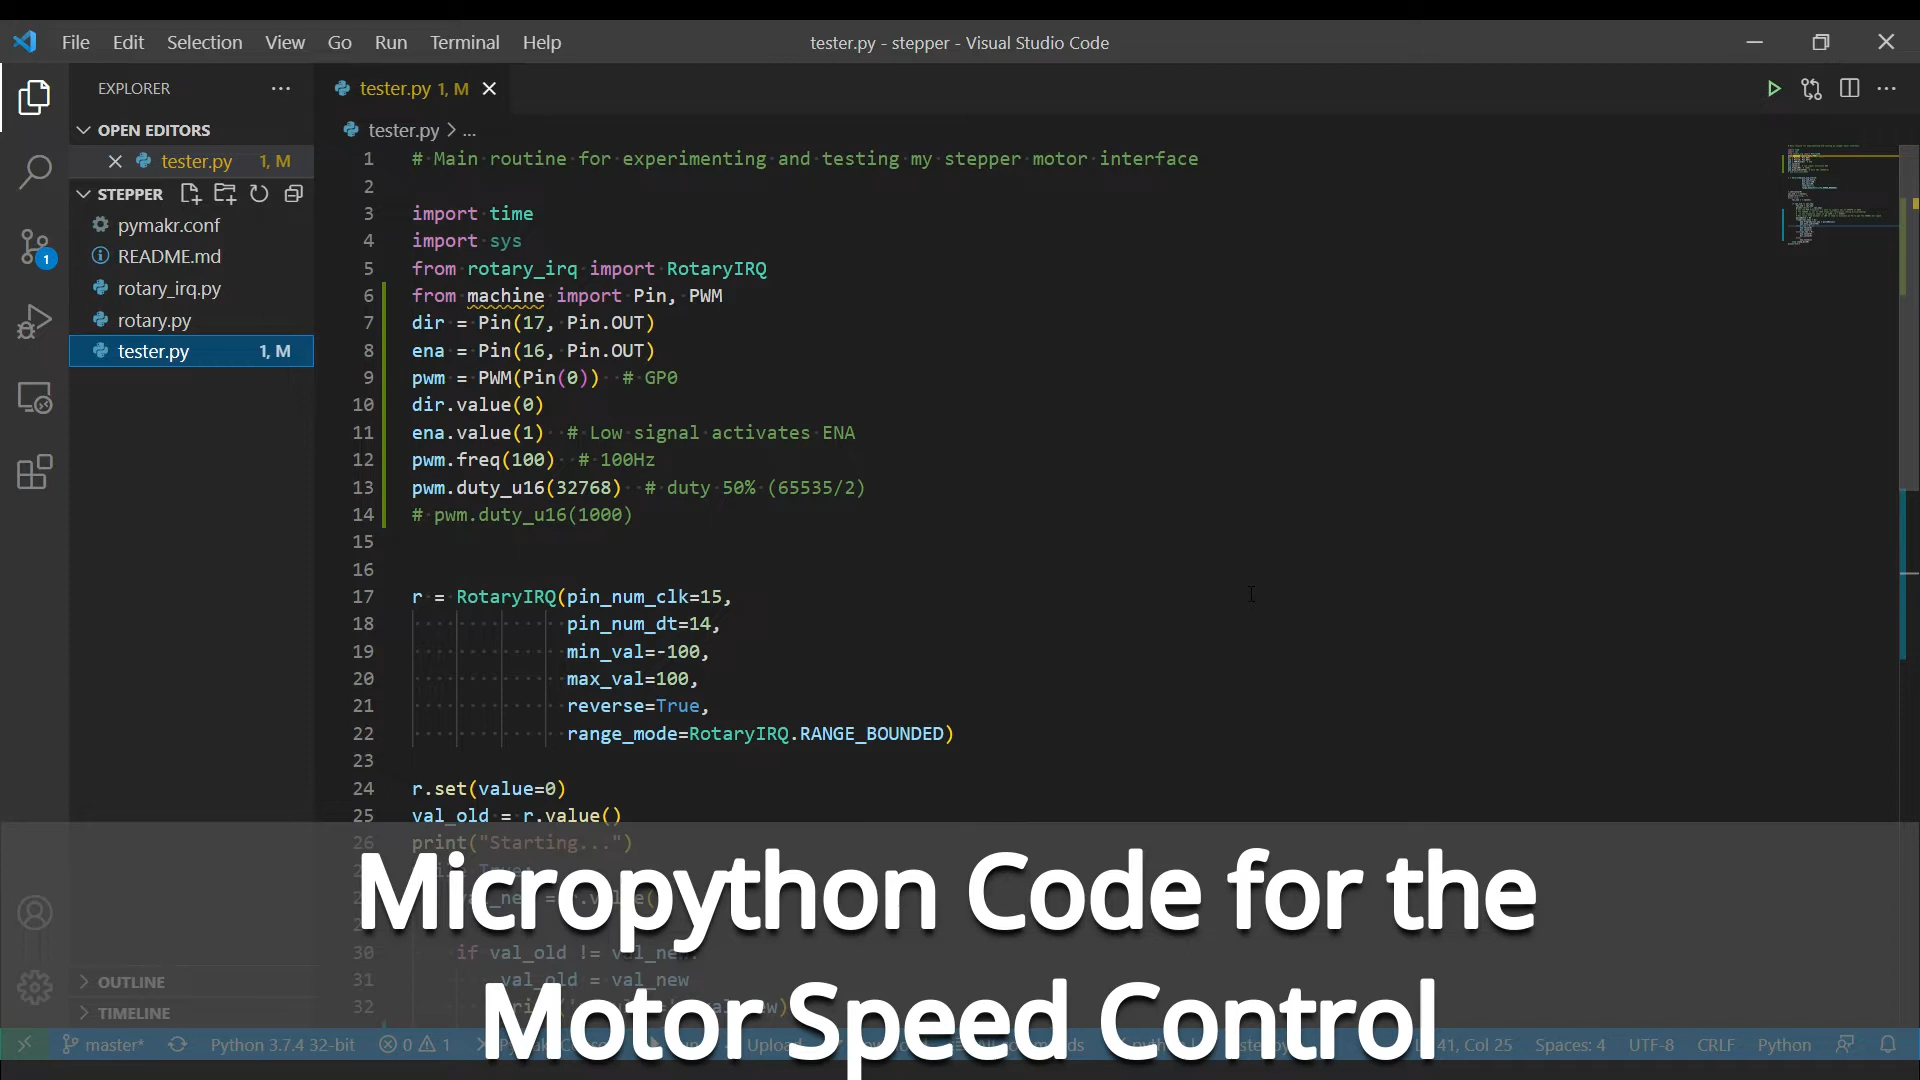 File Edit Selection View Go Run Terminal Help
tester.py - stepper - Visual Studio Code
EXPLORER
OPEN EDITORS
tester.py 1, M
STEPPER
pymakr.conf
README.md
rotary_irq.py
rotary.py
tester.py 1, M
OUTLINE
TIMELINE
1
tester.py 1, M
tester.py > ...
1 # Main routine for experimenting and testing my stepper motor interface
2
3 import time
4 import sys
5 from rotary_irq import RotaryIRQ
6 from machine import Pin, PWM
7 dir = Pin(17, Pin.OUT)
8 ena = Pin(16, Pin.OUT)
9 pwm = PWM(Pin(0)) # GP0
10 dir.value(0)
11 ena.value(1) # Low signal activates ENA
12 pwm.freq(100) # 100Hz
13 pwm.duty_u16(32768) # duty 50% (65535/2)
14 # pwm.duty_u16(1000)
15
16
17 r = RotaryIRQ(pin_num_clk=15,
18 pin_num_dt=14,
19 min_val=-100,
20 max_val=100,
21 reverse=True,
22 range_mode=RotaryIRQ.RANGE_BOUNDED)
23
24 r.set(value=0)
25 val_old = r.value()
26 print("Starting...")
30 if val_old != val_new:
31 val_old = val_new
32
Micropython Code for the
Motor Speed Control
master* Python 3.7.4 32-bit 0 1 Upload 41, Col 25 Spaces: 4 UTF-8 CRLF Python